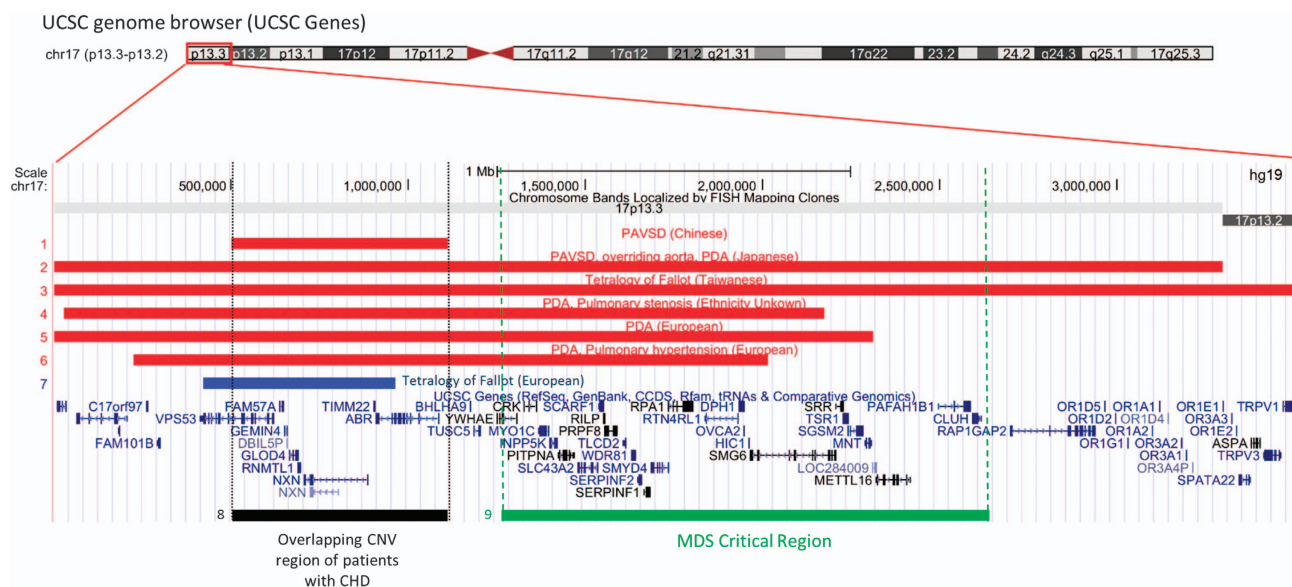 UCSC genome browser (UCSC Genes)
chr17 (p13.3-p13.2) p13.3 p13.2 p13.1 17p12 17p11.2 17q11.2 17q12 21.2 q21.31 17q22 23.2 24.2 q24.3 q25.1 17q25.3
Scale 1 Mb hg19
chr17: 500,000 1,000,000 1,500,000 2,000,000 2,500,000 3,000,000
Chromosome Bands Localized by FISH Mapping Clones
17p13.3
17p13.2
1 PAVSD (Chinese)
2 PAVSD, overriding aorta, PDA (Japanese)
3 Tetralogy of Fallot (Taiwanese)
4 PDA, Pulmonary stenosis (Ethnicity Unkown)
5 PDA (European)
6 PDA, Pulmonary hypertension (European)
7 Tetralogy of Fallot (European)
UCSC Genes (RefSeq, GenBank, CCDS, Rfam, tRNAs & Comparative Genomics)
C17orf97 FAM57A TIMM22 BHLHA9 CRK SCARF1 RPA1 DPH1 SRR PAFAH1B1 OR1D5 OR1A1 OR1E1 TRPV1
VPS53 ABR YWHAE RILP RTN4RL1 TSR1 CLUH OR1D2 OR1D4 OR3A3
GEMIN4 TUSC5 MYO1C PRPF8 OVCA2 SGSM2 RAP1GAP2 OR1A2 OR1E2
FAM101B DBIL5P INPP5K TLCD2 HIC1 MNT OR1G1 OR3A2 ASPA
GLOD4 PITPNA WDR81 SMG6 OR3A1 TRPV3
RNMTL1 SLC43A2 SMYD4 LOC284009 OR3A4P
NXN SERPINF2 METTL16 SPATA22
NXN SERPINF1
8 9
Overlapping CNV
region of patients
with CHD
MDS Critical Region